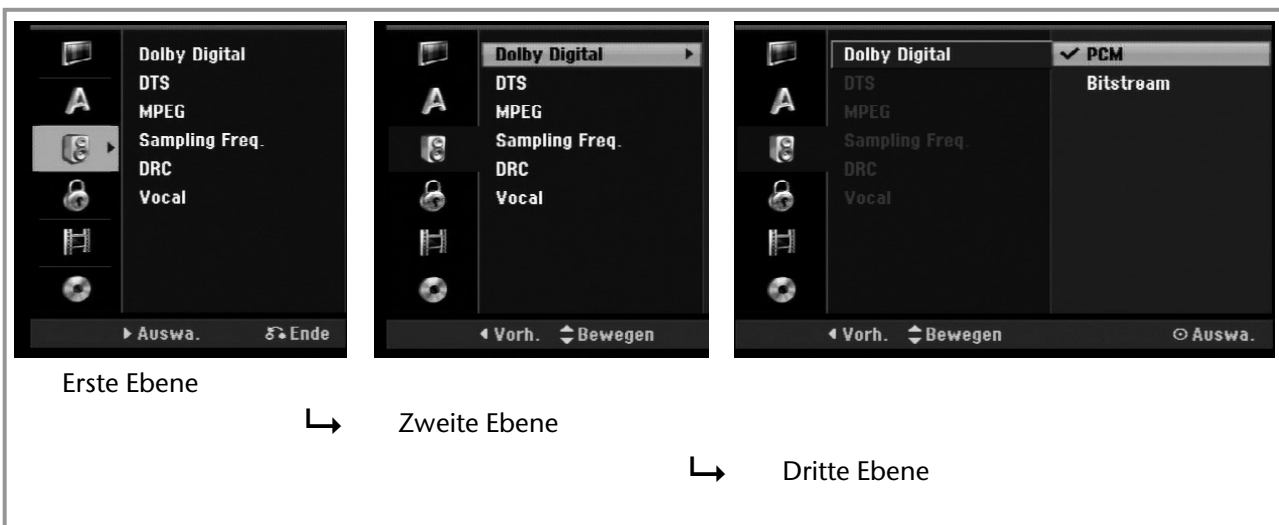 Dolby Digital
DTS
MPEG
Sampling Freq.
DRC
Vocal
Auswa. Ende
Dolby Digital
DTS
MPEG
Sampling Freq.
DRC
Vocal
Vorh. Bewegen
Dolby Digital
DTS
MPEG
Sampling Freq.
DRC
Vocal
PCM
Bitstream
Vorh. Bewegen Auswa.
Erste Ebene
Zweite Ebene
Dritte Ebene